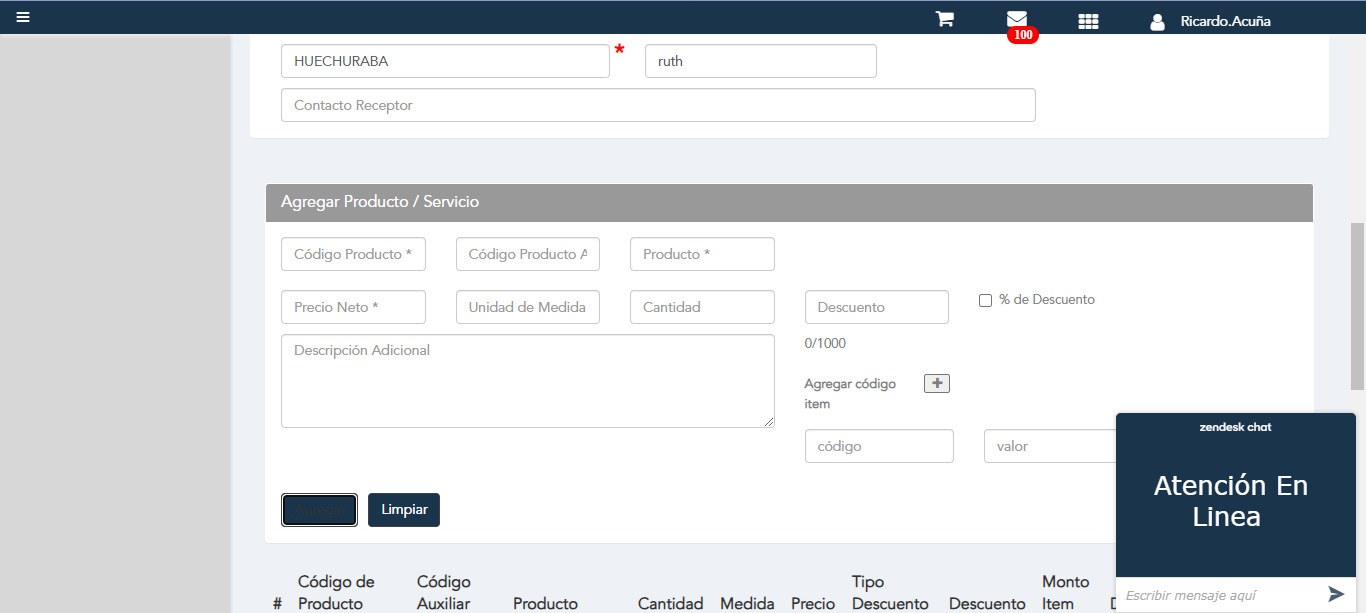 Ricardo.Acuña
100
HUECHURABA * ruth
Contacto Receptor
Agregar Producto / Servicio
Código Producto * Código Producto A Producto *
Precio Neto * Unidad de Medida Cantidad Descuento % de Descuento
Descripción Adicional
0/1000
Agregar código
item
+
código valor
Limpiar
zendesk chat
Atención En
Linea
Escribir mensaje aquí
Código de Código Tipo Monto
# Producto Auxiliar Producto Cantidad Medida Precio Descuento Descuento Item